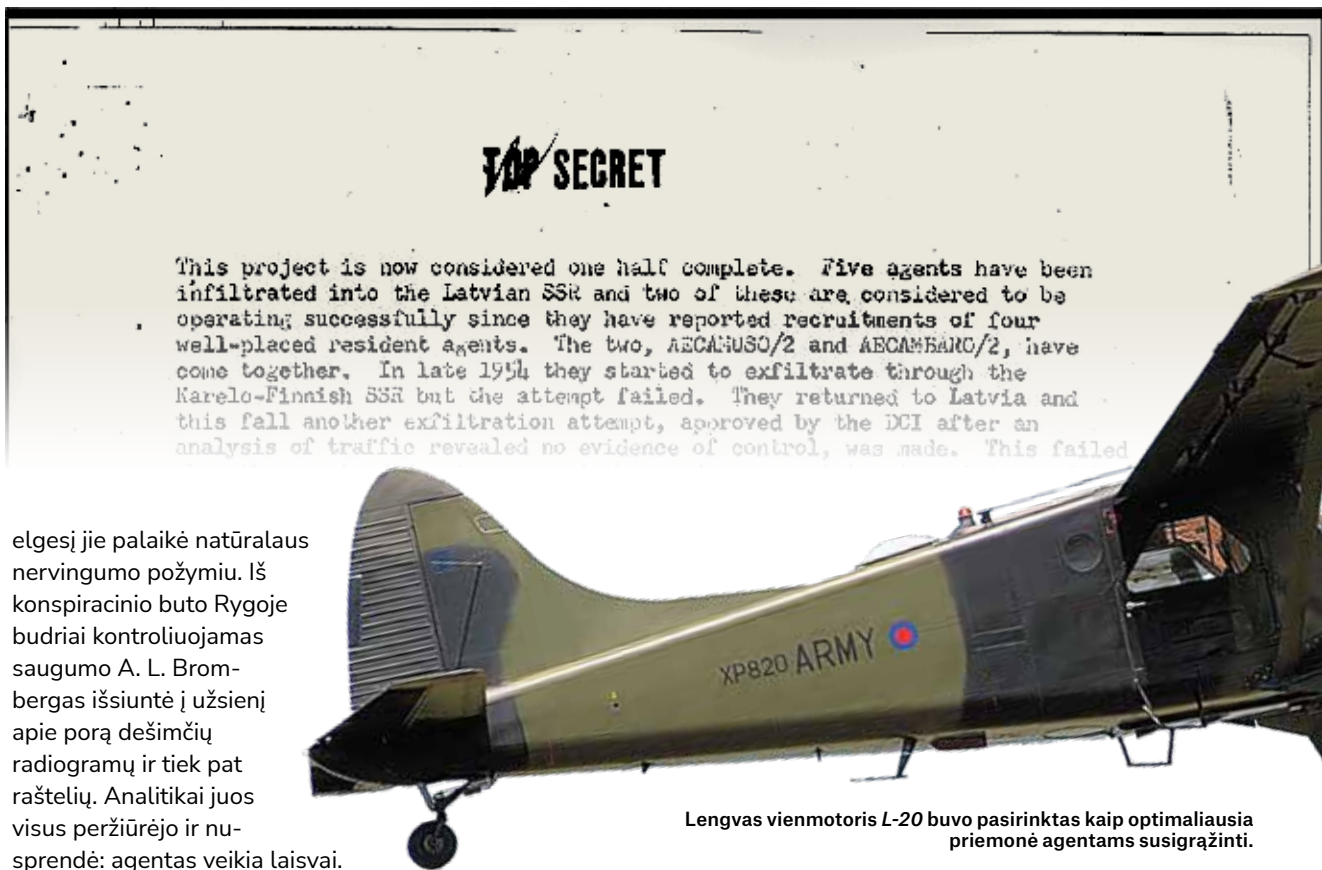 TOP SECRET
This project is now considered one half complete. Five agents have been
infiltrated into the Latvian SSR and two of these are considered to be
operating successfully since they have reported recruitments of four
well-placed resident agents. The two, AECAMUSO/2 and AECAMBARO/2, have
come together. In late 1954 they started to exfiltrate through the
Karelo-Finnish SSR but the attempt failed. They returned to Latvia and
this fall another exfiltration attempt, approved by the DCI after an
analysis of traffic revealed no evidence of control, was made. This failed
elgesį jie palaikė natūralaus
nervingumo požymiu. Iš
konspiracinio buto Rygoje
budriai kontroliuojamas
saugumo A. L. Brom-
bergas išsiuntė į užsienį
apie porą dešimčių
radiogramų ir tiek pat
raštelių. Analitikai juos
visus peržiūrėjo ir nu-
sprendė: agentas veikia laisvai.
XP820 ARMY
Lengvas vienmotoris L-20 buvo pasirinktas kaip optimaliausia
priemonė agentams susigrąžinti.